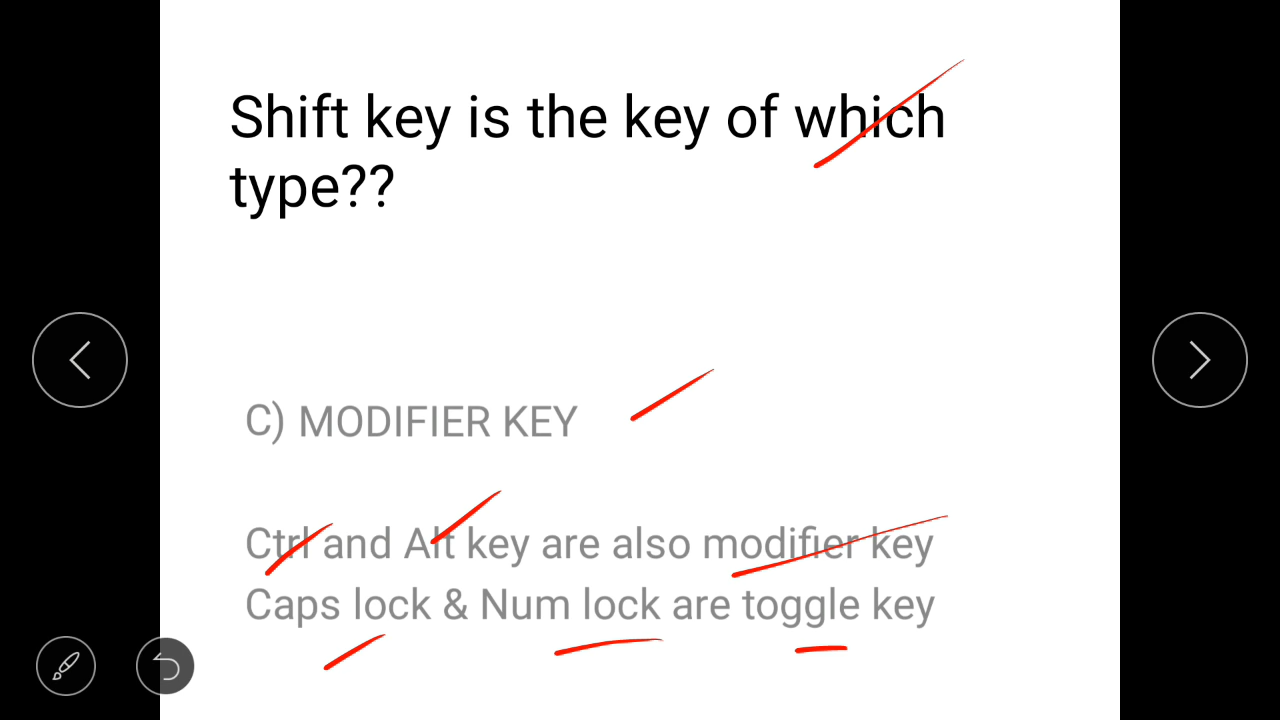 Shift key is the key of which
type??
C) MODIFIER KEY
Ctrl and Alt key are also modifier key
Caps lock & Num lock are toggle key